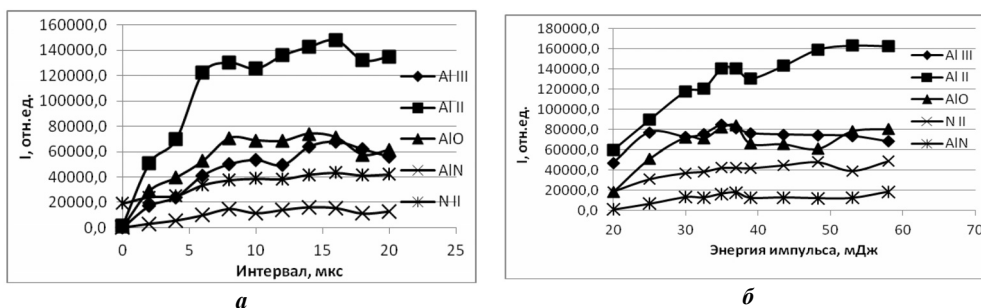 I, отн.ед.
160000,0
140000,0
120000,0
100000,0
80000,0
60000,0
40000,0
20000,0
0,0
0 5 10 15 20 25
Интервал, мкс
Al III
Al II
AlO
AlN
N II
а
I, отн.ед.
180000,0
160000,0
140000,0
120000,0
100000,0
80000,0
60000,0
40000,0
20000,0
0,0
20 30 40 50 60 70
Энергия импульса, мДж
Al III
Al II
AlO
N II
AlN
б